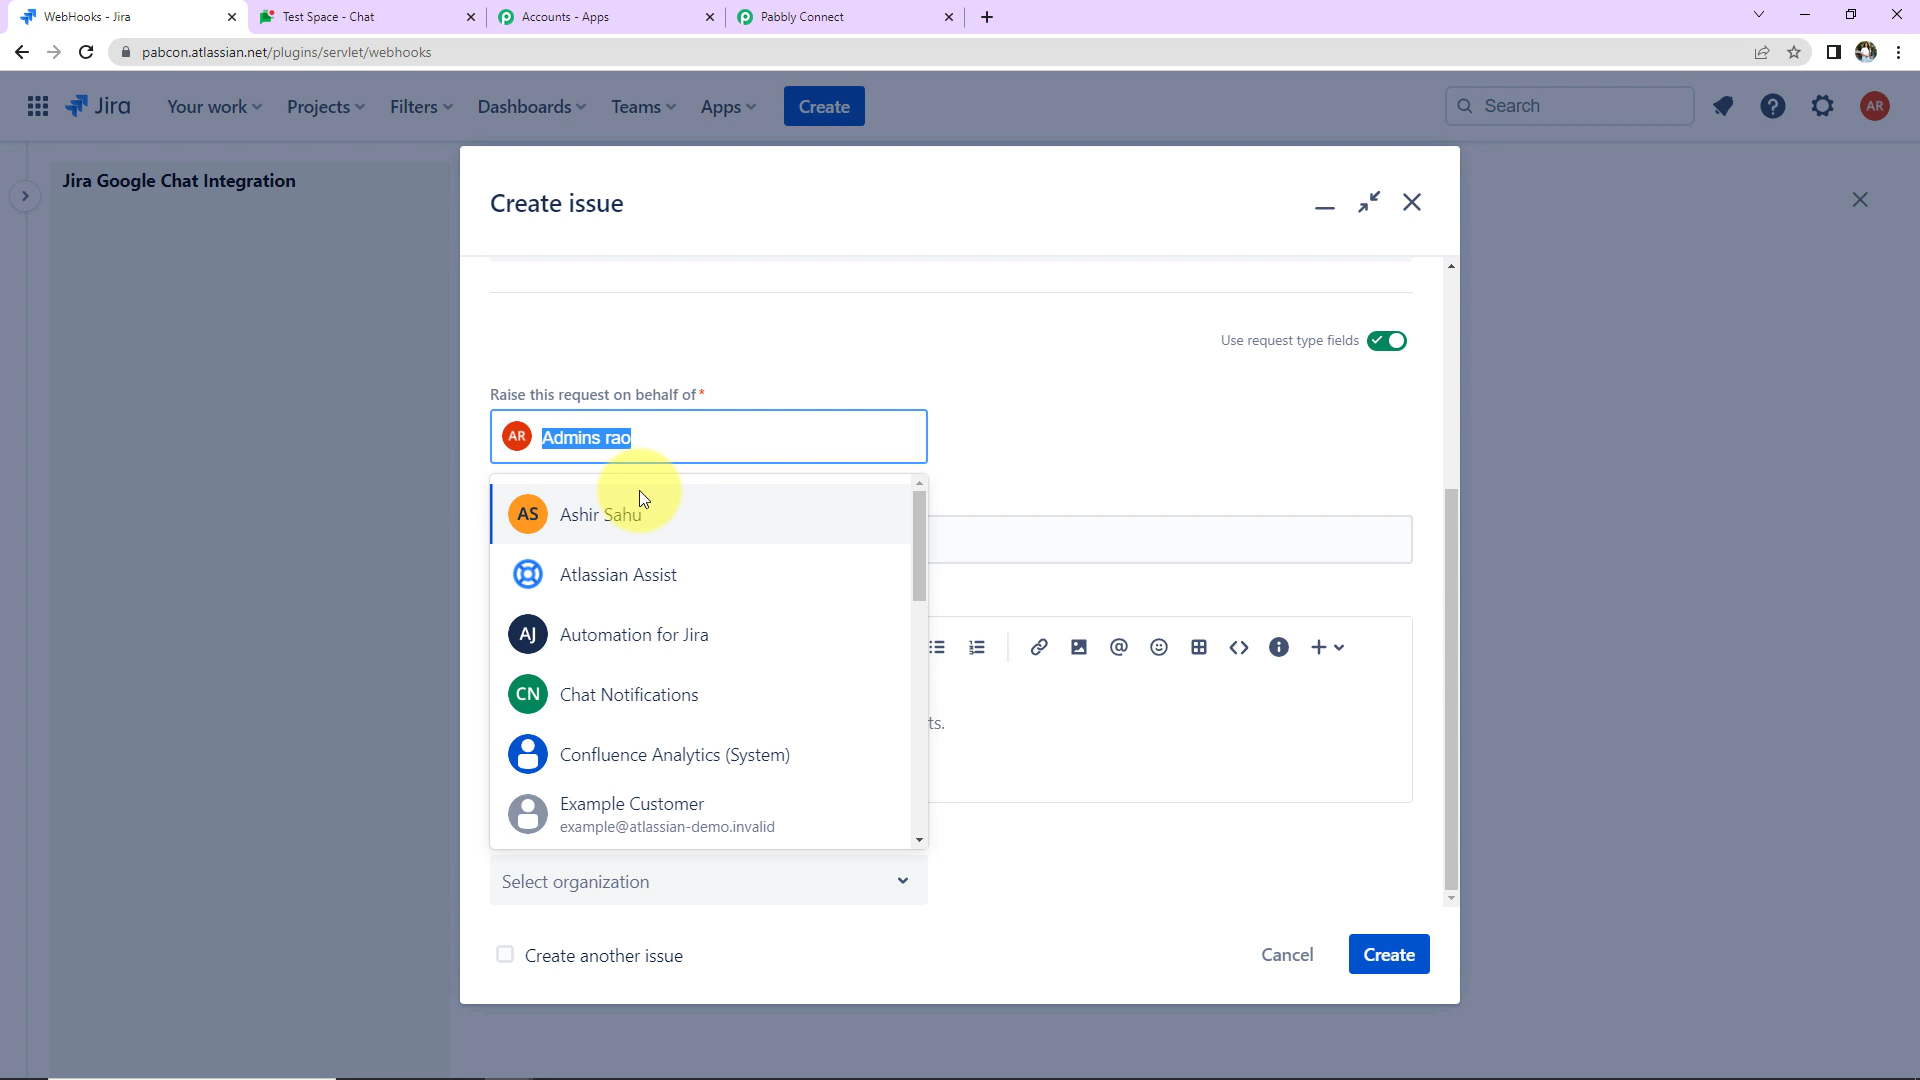 WebHooks - Jira
Test Space - Chat
Accounts - Apps
Pabbly Connect
pabcon.atlassian.net/plugins/servlet/webhooks
Jira
Your work
Projects
Filters
Dashboards
Teams
Apps
Create
Search
AR
Jira Google Chat Integration
Create issue
Use request type fields
Raise this request on behalf of*
AR Admins rao
AS Ashir Sahu
Atlassian Assist
AJ Automation for Jira
CN Chat Notifications
ts.
Confluence Analytics (System)
Example Customer
example@atlassian-demo.invalid
Select organization
Create another issue
Cancel
Create